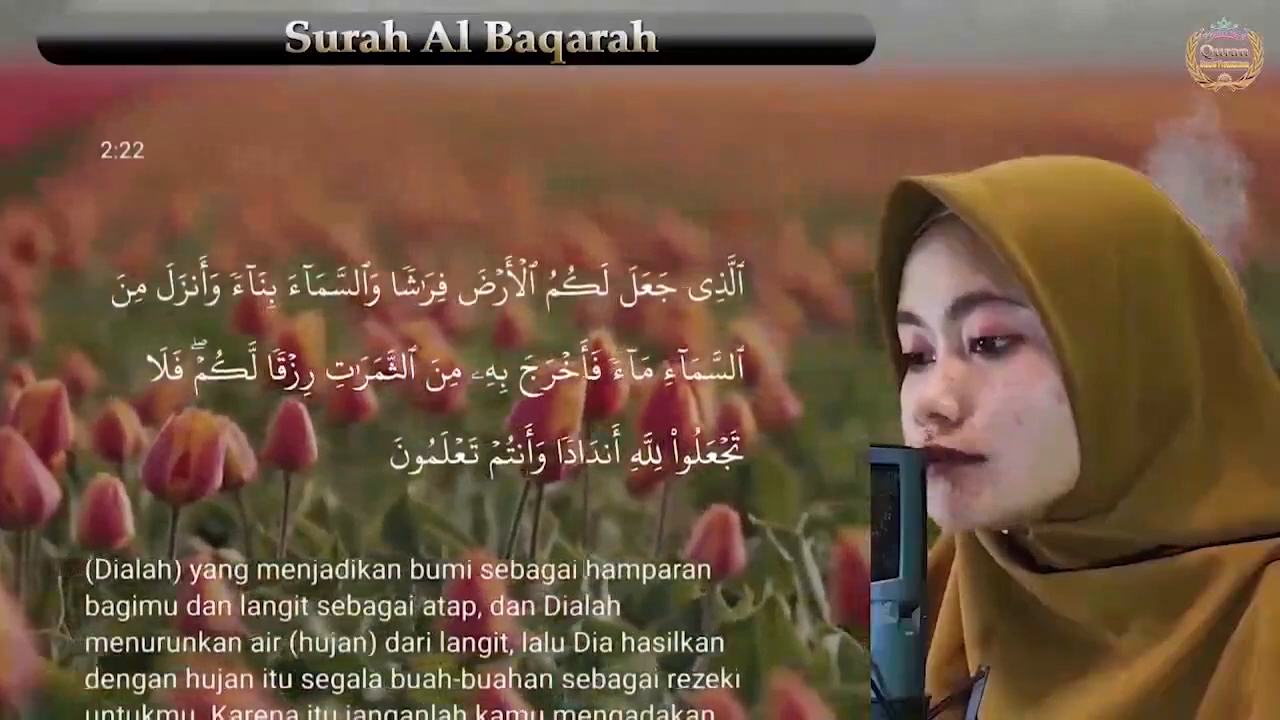 Surah Al Baqarah
Quran
2:22
ٱلَّذِى جَعَلَ لَكُمُ ٱلْأَرْضَ فِرَٰشًا وَٱلسَّمَآءَ بِنَآءً وَأَنزَلَ مِنَ
ٱلسَّمَآءِ مَآءً فَأَخْرَجَ بِهِۦ مِنَ ٱلثَّمَرَٰتِ رِزْقًا لَّكُمْ ۖ فَلَا
تَجْعَلُوا۟ لِلَّهِ أَندَادًا وَأَنتُمْ تَعْلَمُونَ
(Dialah) yang menjadikan bumi sebagai hamparan
bagimu dan langit sebagai atap, dan Dialah
menurunkan air (hujan) dari langit, lalu Dia hasilkan
dengan hujan itu segala buah-buahan sebagai rezeki
untukmu. Karena itu janganlah kamu mengadakan